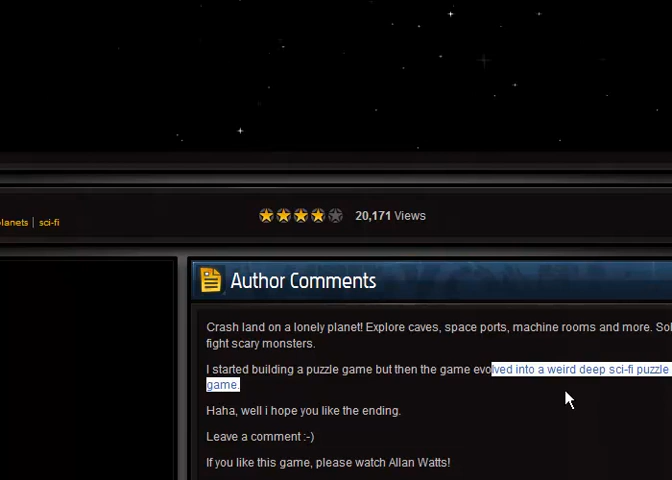 lanets | sci-fi
20,171 Views
Author Comments
Crash land on a lonely planet! Explore caves, space ports, machine rooms and more. Sol
fight scary monsters.
I started building a puzzle game but then the game evolved into a weird deep sci-fi puzzle
game.
Haha, well i hope you like the ending.
Leave a comment :-)
If you like this game, please watch Allan Watts!